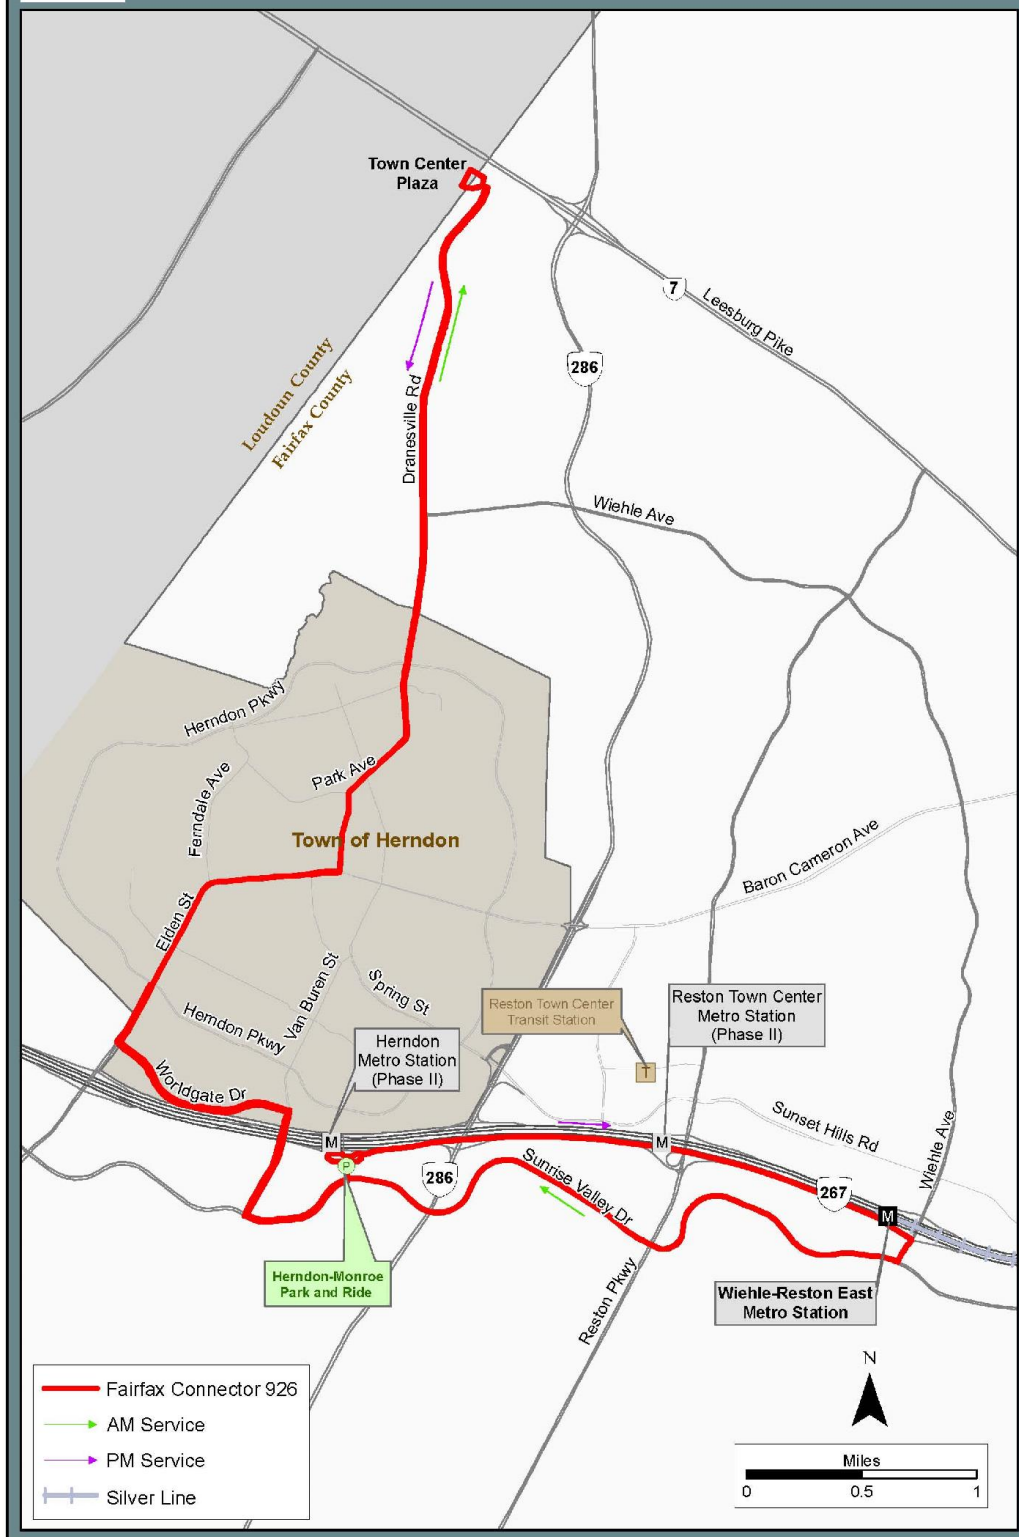 Town Center
Plaza
7
Leesburg Pike
286
Loudoun County
Fairfax County
Dranesville Rd
Wiehle Ave
Herndon Pkwy
Park Ave
Ferndale Ave
Town of Herndon
Baron Cameron Ave
Elden St
Van Buren St
Spring St
Herndon Pkwy
Reston Town Center
Transit Station
Reston Town Center
Metro Station
(Phase II)
Herndon
Metro Station
(Phase II)
Worldgate Dr
T
Sunset Hills Rd
M
M
P
286
Sunrise Valley Dr
267
Wiehle Ave
M
Herndon-Monroe
Park and Ride
Reston Pkwy
Wiehle-Reston East
Metro Station
N
Fairfax Connector 926
AM Service
PM Service
Silver Line
Miles
0 0.5 1